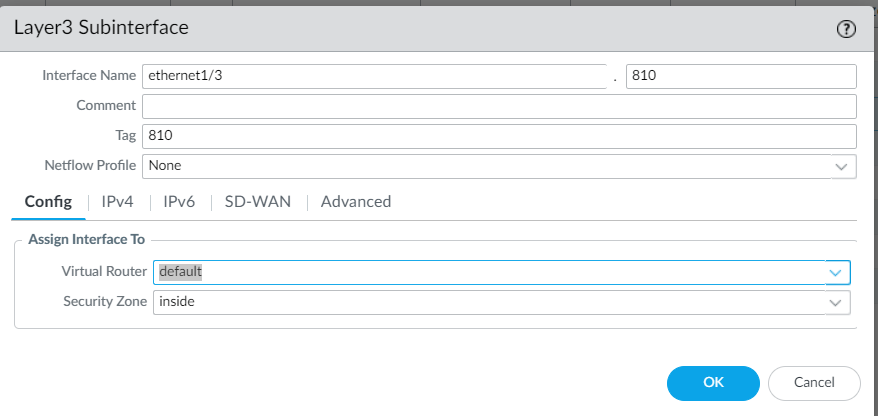 Layer3 Subinterface
Interface Name ethernet1/3 . 810
Comment
Tag 810
Netflow Profile None
Config IPv4 IPv6 SD-WAN Advanced
Assign Interface To
Virtual Router default
Security Zone inside
OK Cancel